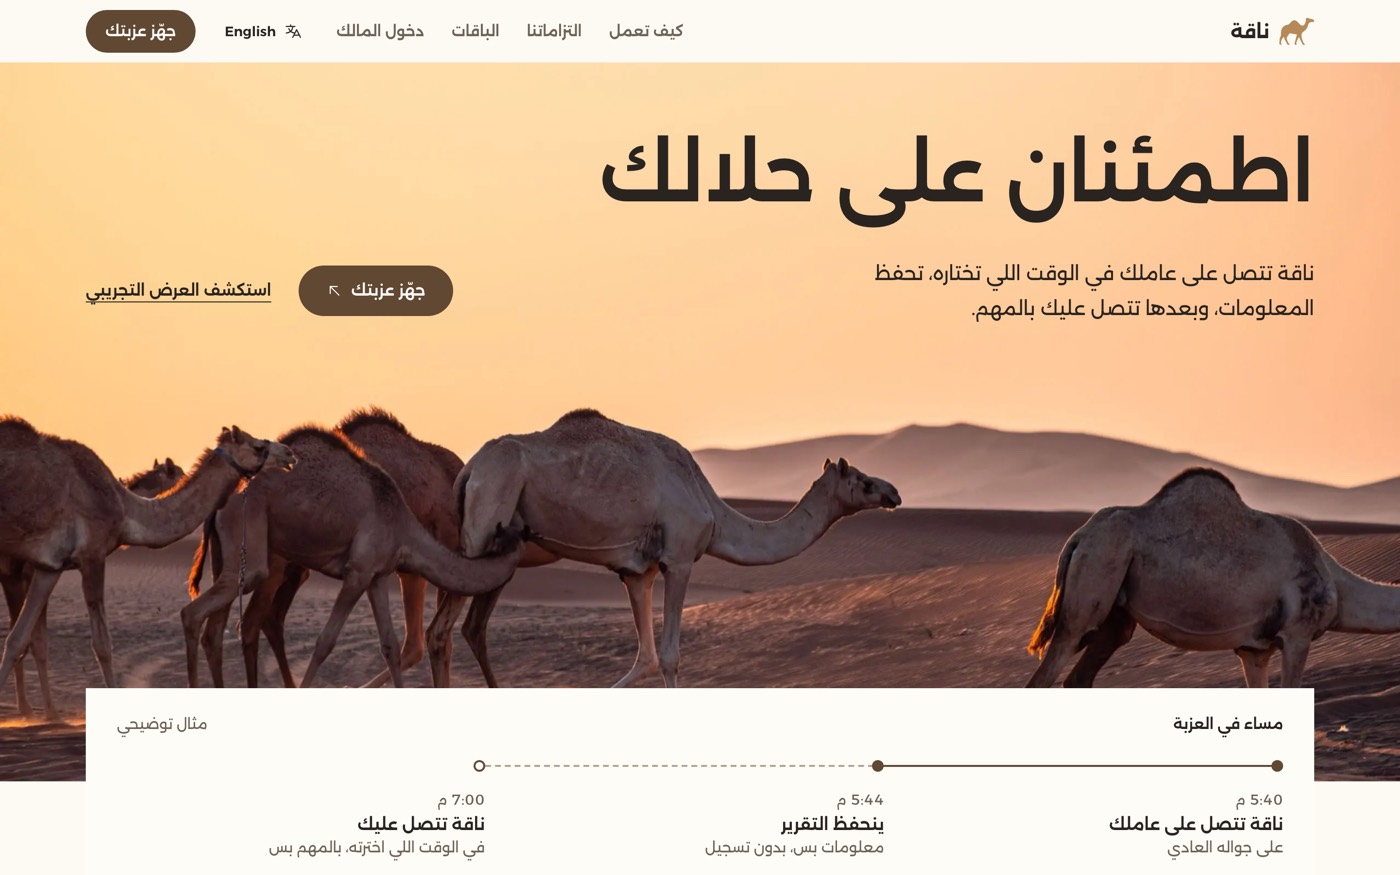 ناقة
كيف تعمل
التزاماتنا
الباقات
دخول المالك
English
جهّز عزبتك
اطمئنان على حلالك
ناقة تتصل على عاملك في الوقت اللي تختاره، تحفظ
المعلومات، وبعدها تتصل عليك بالمهم.
جهّز عزبتك
استكشف العرض التجريبي
مساء في العزبة
مثال توضيحي
5:40 م
ناقة تتصل على عاملك
على جواله العادي
5:44 م
ينحفظ التقرير
معلومات بس، بدون تسجيل
7:00 م
ناقة تتصل عليك
في الوقت اللي اخترته، بالمهم بس